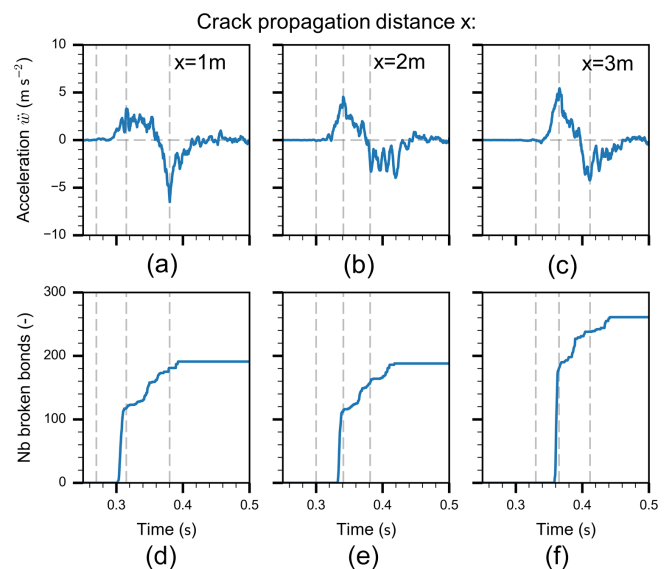 Crack propagation distance x:
Acceleration ẅ (m s⁻²)
10
5
0
−5
−10
x=1m
x=2m
x=3m
(a)
(b)
(c)
Nb broken bonds (-)
300
200
100
0
0.3
0.4
0.5
0.3
0.4
0.5
0.3
0.4
0.5
Time (s)
Time (s)
Time (s)
(d)
(e)
(f)